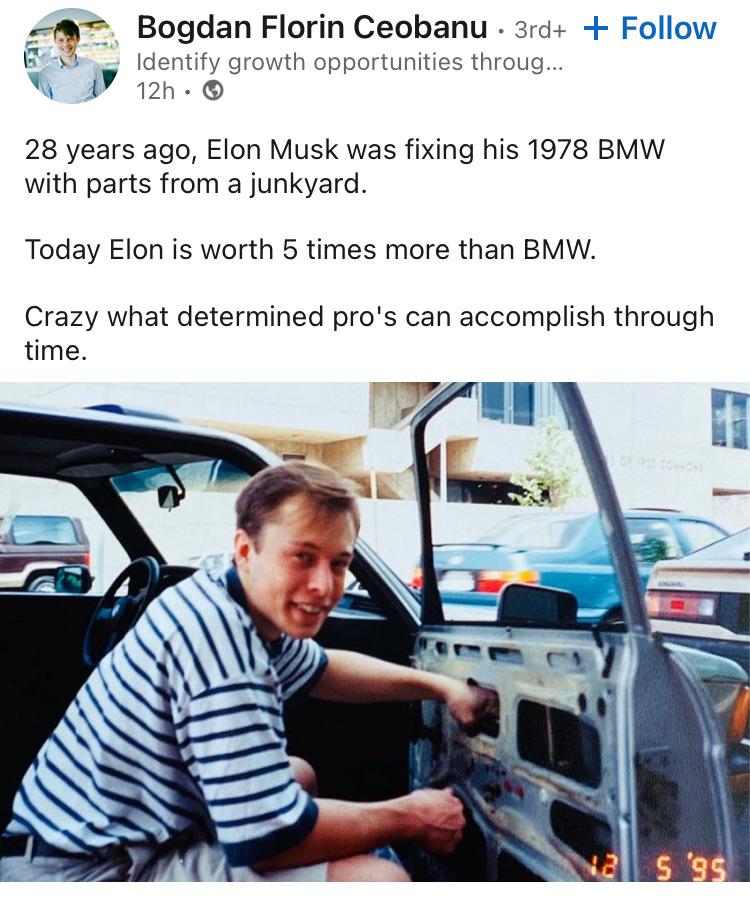 Bogdan Florin Ceobanu • 3rd+ + Follow
Identify growth opportunities throug...
12h •
28 years ago, Elon Musk was fixing his 1978 BMW
with parts from a junkyard.
Today Elon is worth 5 times more than BMW.
Crazy what determined pro's can accomplish through
time.
12 5 '95